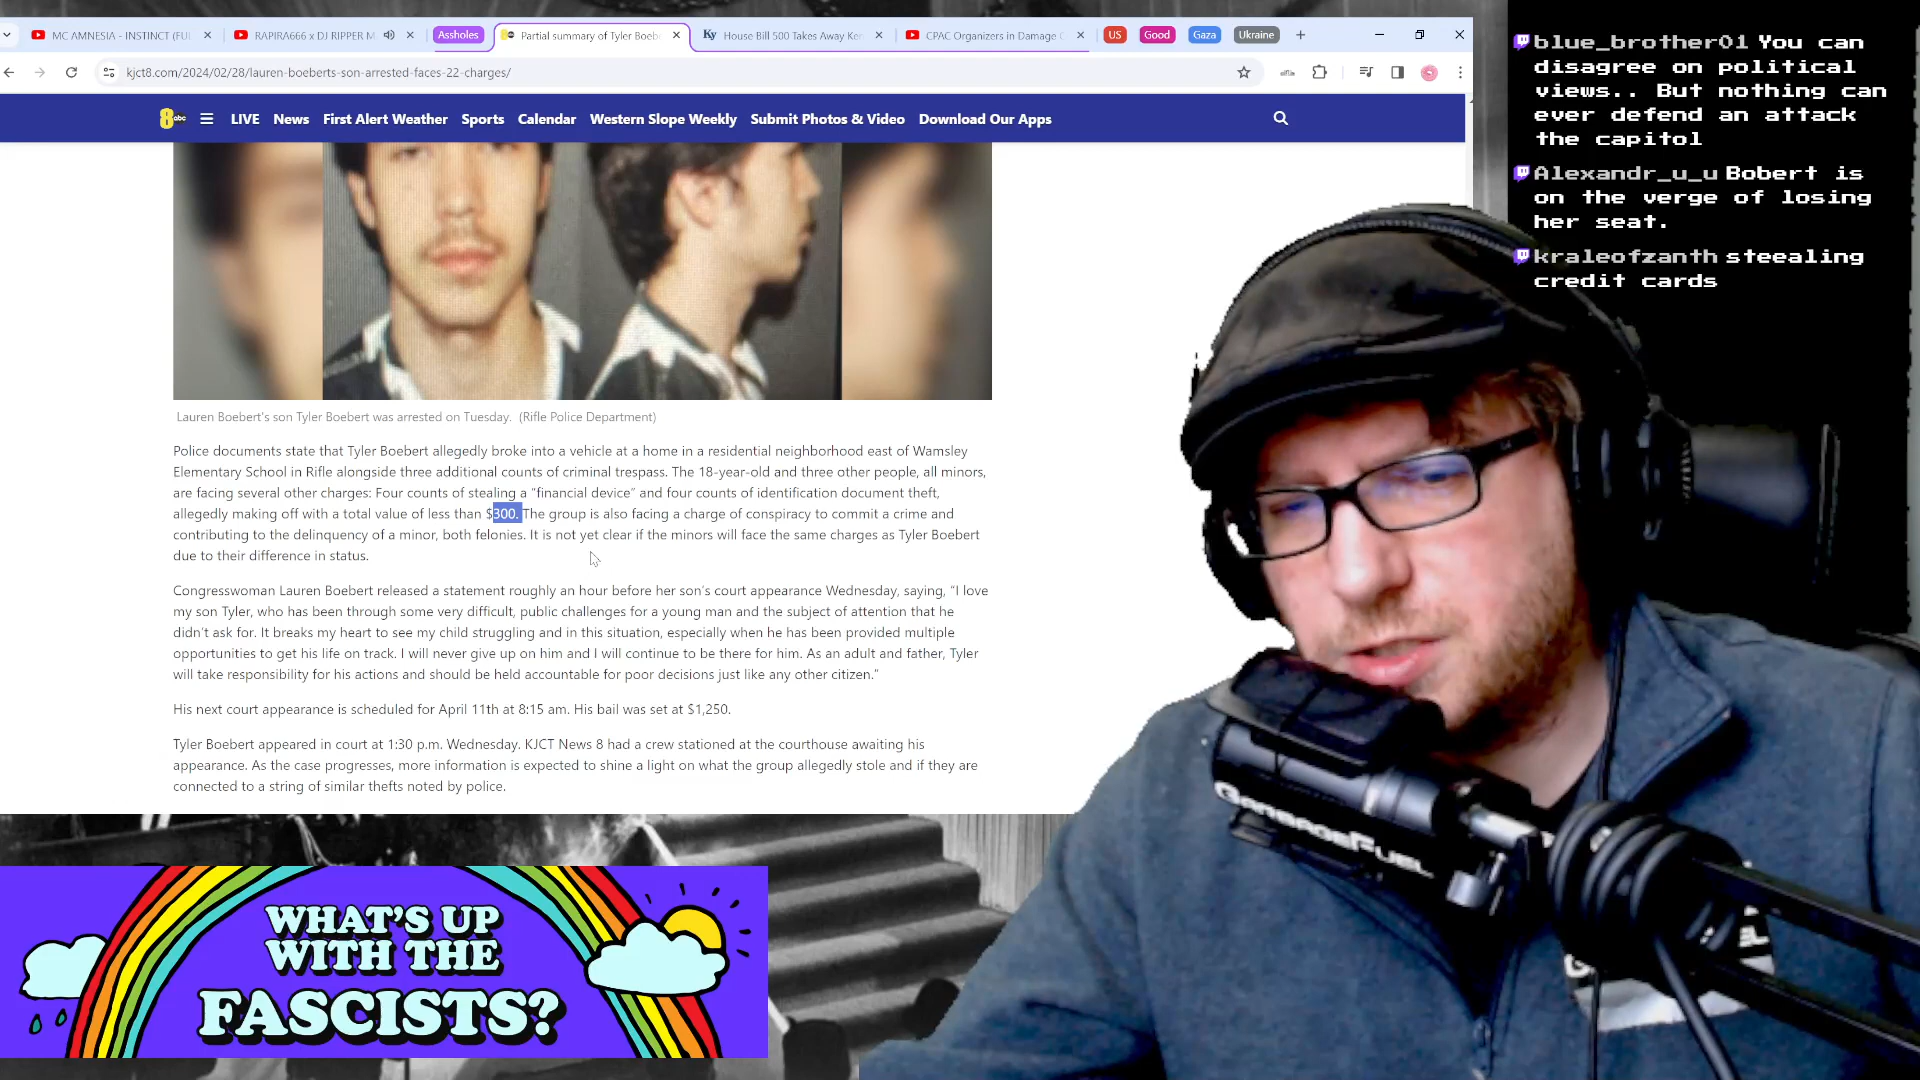 MC AMNESIA - INSTINCT (FUL
RAPIRA666 x DJ RIPPER M
Assholes
Partial summary of Tyler Boeb
House Bill 500 Takes Away Ken
CPAC Organizers in Damage C
US
Good
Gaza
Ukraine
kjct8.com/2024/02/28/lauren-boeberts-son-arrested-faces-22-charges/
8 abc
LIVE News First Alert Weather Sports Calendar Western Slope Weekly Submit Photos & Video Download Our Apps
Lauren Boebert's son Tyler Boebert was arrested on Tuesday. (Rifle Police Department)
Police documents state that Tyler Boebert allegedly broke into a vehicle at a home in a residential neighborhood east of Wamsley
Elementary School in Rifle alongside three additional counts of criminal trespass. The 18-year-old and three other people, all minors,
are facing several other charges: Four counts of stealing a “financial device” and four counts of identification document theft,
allegedly making off with a total value of less than $300. The group is also facing a charge of conspiracy to commit a crime and
contributing to the delinquency of a minor, both felonies. It is not yet clear if the minors will face the same charges as Tyler Boebert
due to their difference in status.
Congresswoman Lauren Boebert released a statement roughly an hour before her son's court appearance Wednesday, saying, “I love
my son Tyler, who has been through some very difficult, public challenges for a young man and the subject of attention that he
didn't ask for. It breaks my heart to see my child struggling and in this situation, especially when he has been provided multiple
opportunities to get his life on track. I will never give up on him and I will continue to be there for him. As an adult and father, Tyler
will take responsibility for his actions and should be held accountable for poor decisions just like any other citizen.”
His next court appearance is scheduled for April 11th at 8:15 am. His bail was set at $1,250.
Tyler Boebert appeared in court at 1:30 p.m. Wednesday. KJCT News 8 had a crew stationed at the courthouse awaiting his
appearance. As the case progresses, more information is expected to shine a light on what the group allegedly stole and if they are
connected to a string of similar thefts noted by police.
blue_brother01 You can
disagree on political
views.. But nothing can
ever defend an attack
the capitol
Alexandr_u_u Bobert is
on the verge of losing
her seat.
kraleofzanth steealing
credit cards
WHAT'S UP
WITH THE
FASCISTS?